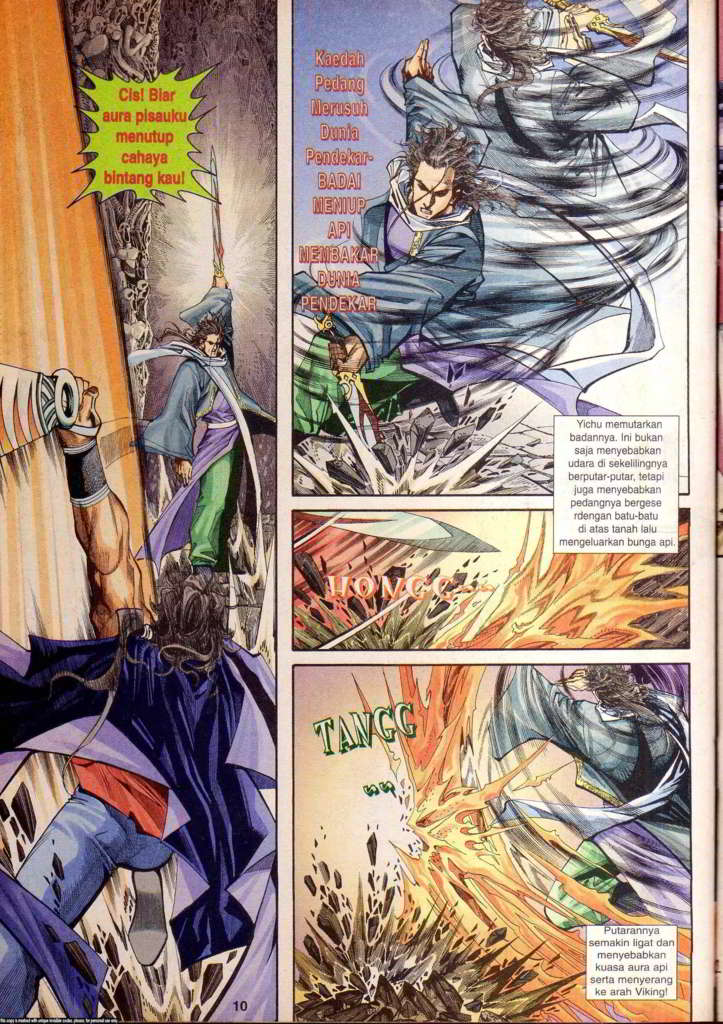 Cis! Biar
aura pisauku
menutup
cahaya
bintang kau!
Kaedah
Pedang
Merusuh
Dunia
Pendekar-
BADAI
MENIUP
API
MEMBAKAR
DUNIA
PENDEKAR
Yichu memutarkan
badannya. Ini bukan
saja menyebabkan
udara di sekelilingnya
berputar-putar, tetapi
juga menyebabkan
pedangnya bergese
rdengan batu-batu
di atas tanah lalu
mengeluarkan bunga api.
HONGG~~
TANGG
~~
Putarannya
semakin ligat dan
menyebabkan
kuasa aura api
serta menyerang
ke arah Viking!
10